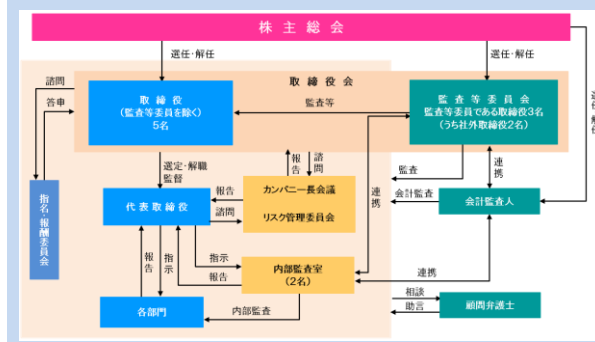 株主総会
選任・解任
選任・解任
選任・解任
取締役会
諮問
答申
取締役
(監査等委員を除く)
5名
監査等
監査等委員会
監査等委員である取締役3名
(うち社外取締役2名)
選定・解職
監督
報告
諮問
監査
連携
連携
指名・報酬委員会
代表取締役
報告
諮問
カンパニー長会議
リスク管理委員会
会計監査
会計監査人
報告
指示
指示
報告
内部監査室
(2名)
連携
各部門
内部監査
相談
助言
顧問弁護士